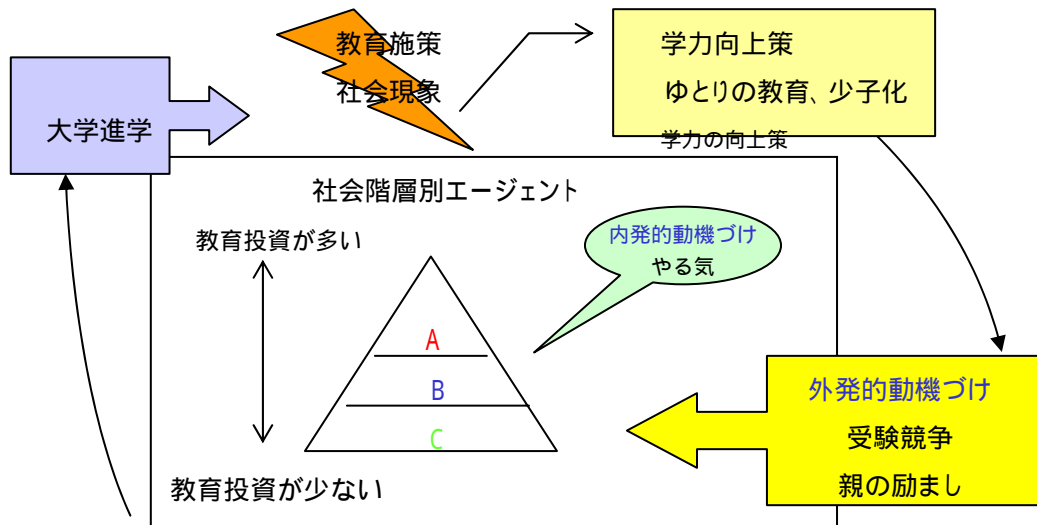 教育施策
社会現象
学力向上策
ゆとりの教育、少子化
学力の向上策
大学進学
社会階層別エージェント
教育投資が多い
内発的動機づけ
やる気
A
B
C
教育投資が少ない
外発的動機づけ
受験競争
親の励まし